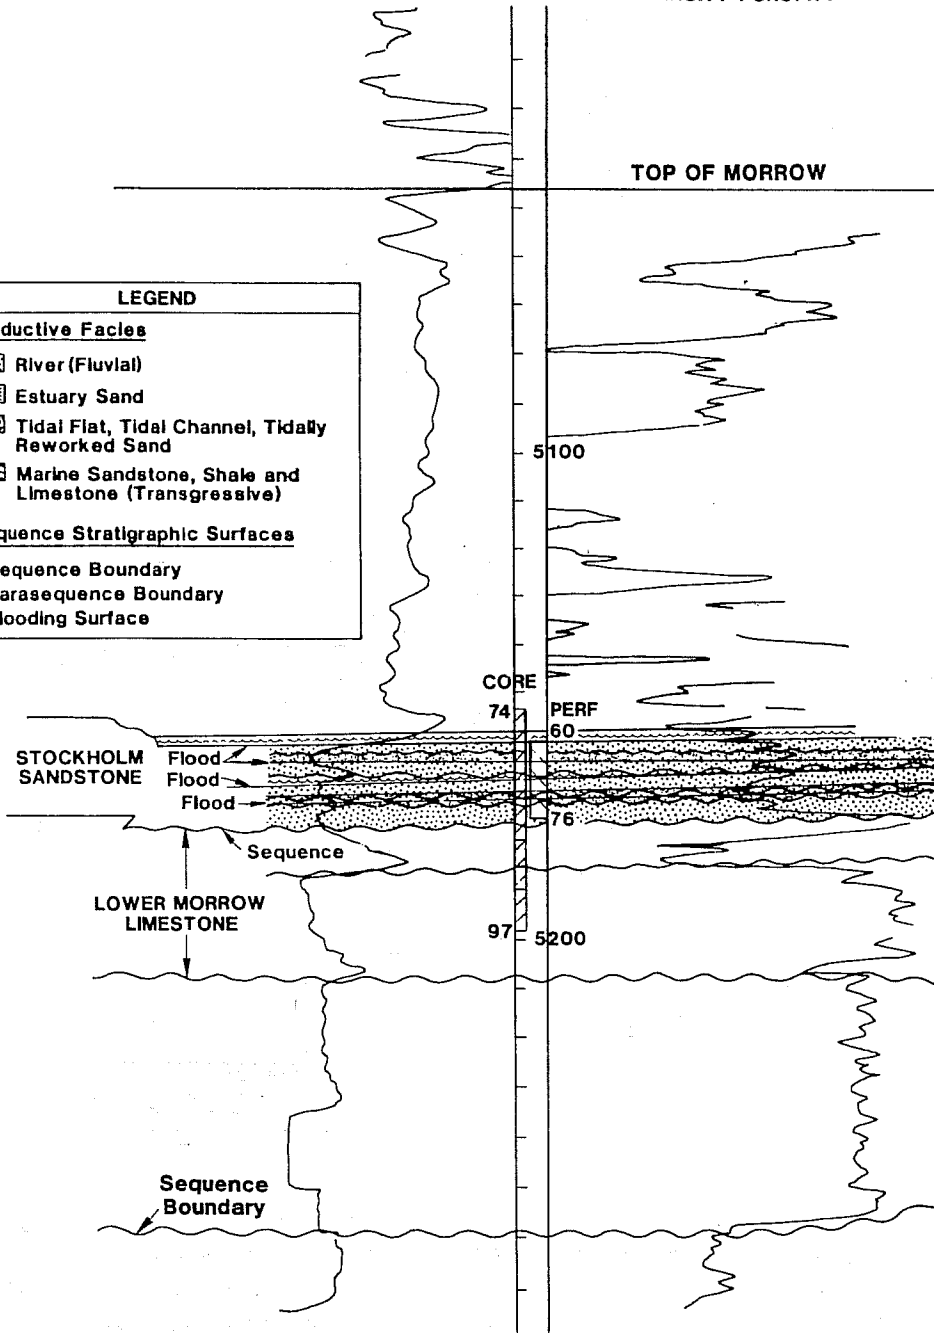 TOP OF MORROW
LEGEND
ductive Facies
River (Fluvial)
Estuary Sand
Tidal Flat, Tidal Channel, Tidally
Reworked Sand
Marine Sandstone, Shale and
Limestone (Transgressive)
quence Stratigraphic Surfaces
equence Boundary
arasequence Boundary
looding Surface
5100
CORE
74
PERF
60
STOCKHOLM
SANDSTONE
Flood
Flood
Flood
76
Sequence
LOWER MORROW
LIMESTONE
97
5200
Sequence
Boundary